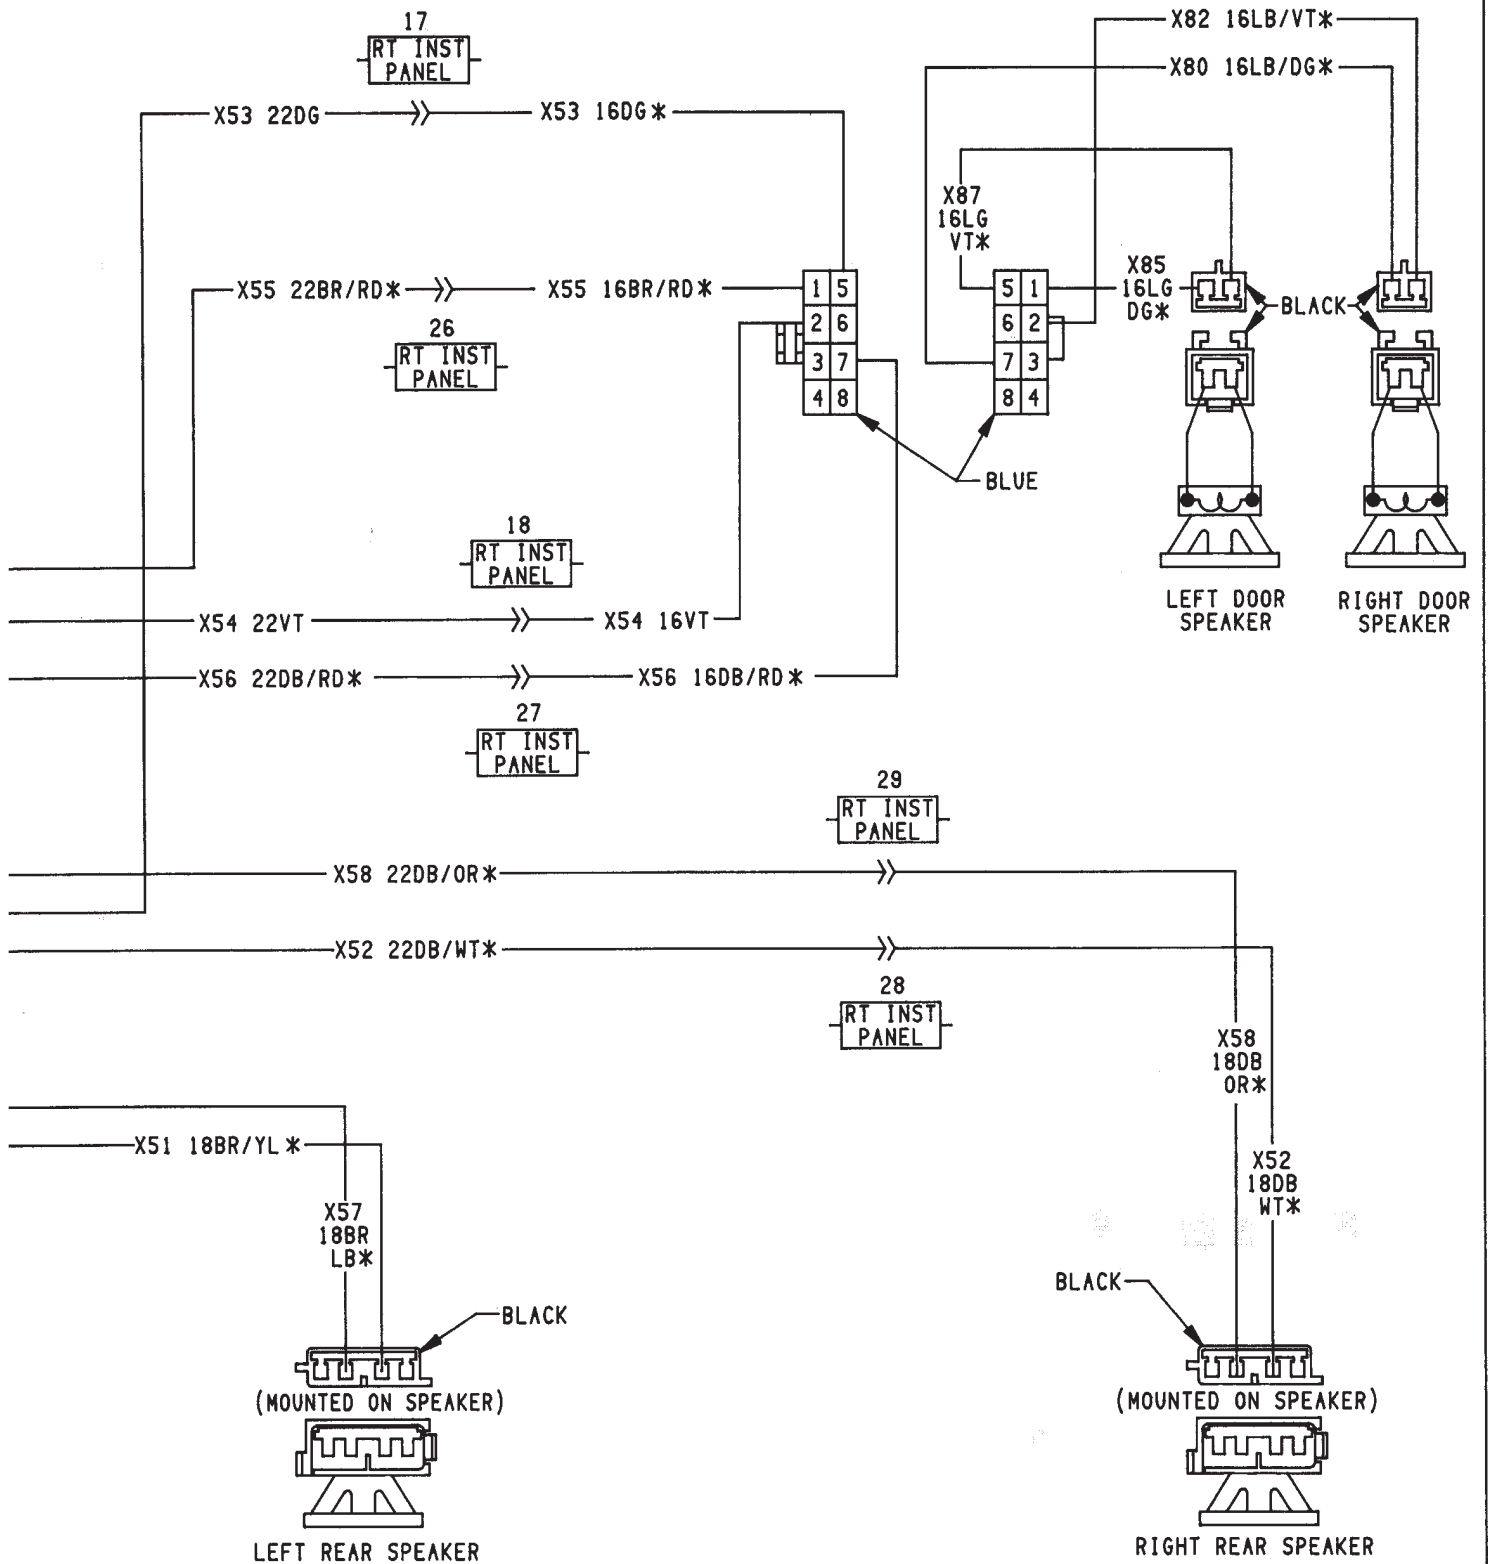 17
RT INST
PANEL
X82 16LB/VT*
X80 16LB/DG*
X53 22DG
X53 16DG*
X87
16LG
VT*
X85
16LG
DG*
BLACK
X55 22BR/RD*
X55 16BR/RD*
1 5
2 6
3 7
4 8
5 1
6 2
7 3
8 4
26
RT INST
PANEL
BLUE
18
RT INST
PANEL
LEFT DOOR
SPEAKER
RIGHT DOOR
SPEAKER
X54 22VT
X54 16VT
X56 22DB/RD*
X56 16DB/RD*
27
RT INST
PANEL
29
RT INST
PANEL
X58 22DB/OR*
X52 22DB/WT*
28
RT INST
PANEL
X58
18DB
OR*
X51 18BR/YL*
X52
18DB
WT*
X57
18BR
LB*
BLACK
BLACK
(MOUNTED ON SPEAKER)
(MOUNTED ON SPEAKER)
LEFT REAR SPEAKER
RIGHT REAR SPEAKER